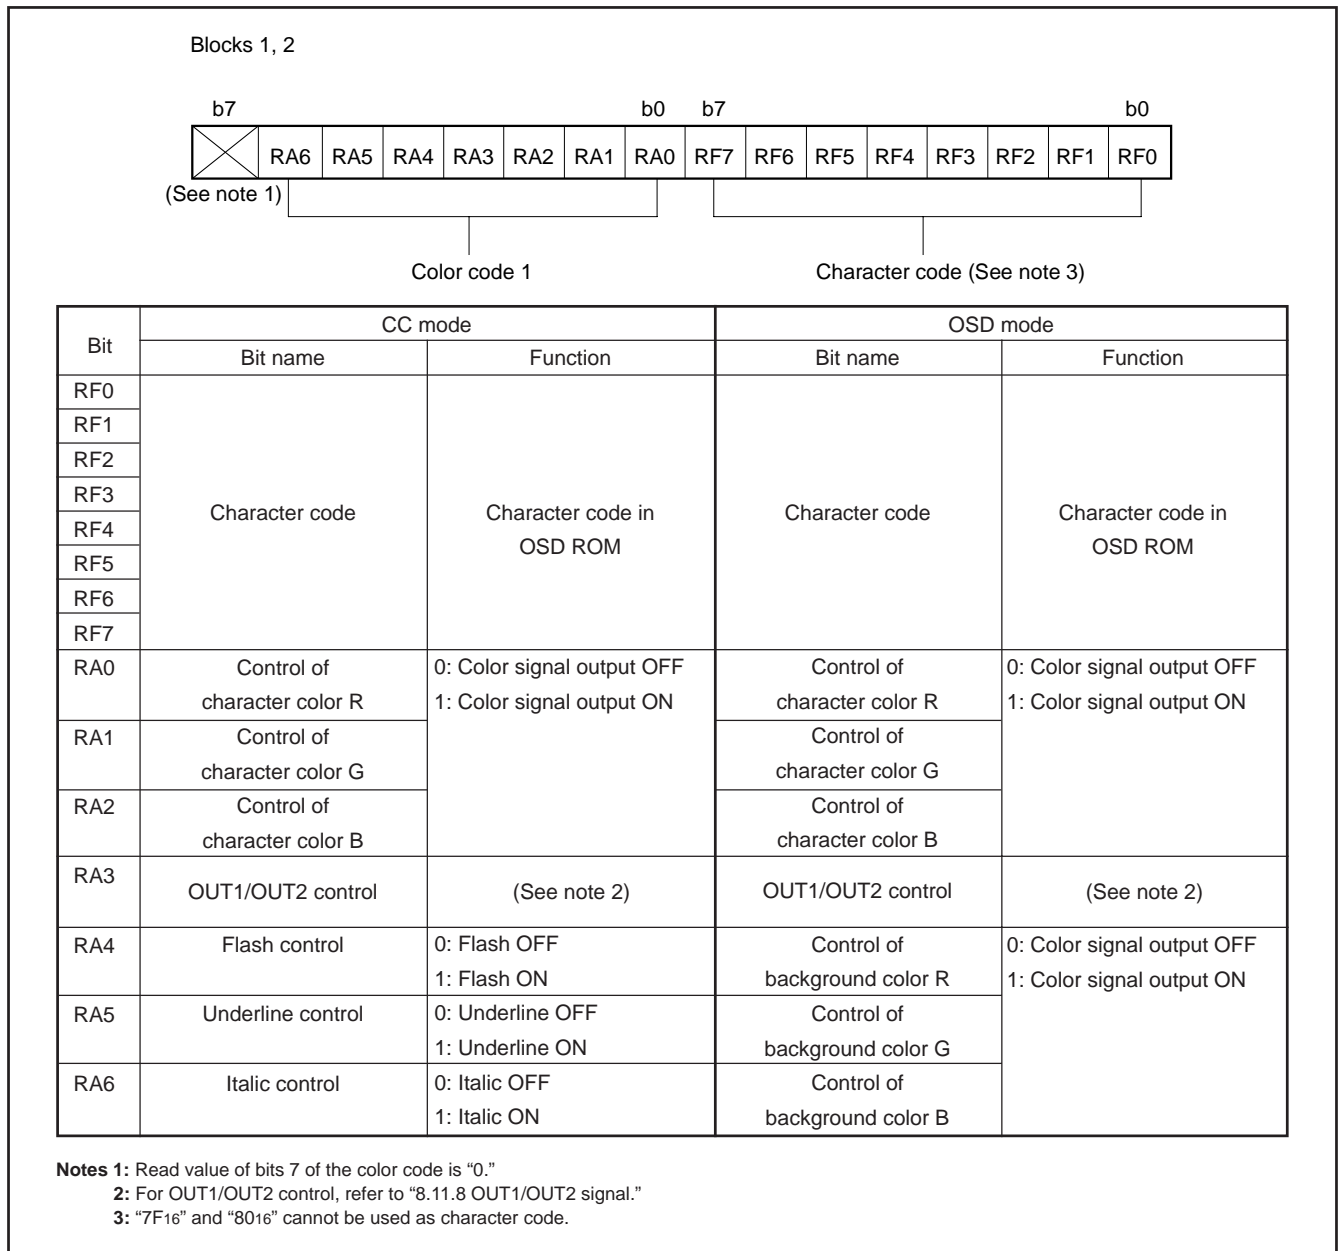 Blocks 1, 2
b7 b0 b7 b0
RA6 RA5 RA4 RA3 RA2 RA1 RA0 RF7 RF6 RF5 RF4 RF3 RF2 RF1 RF0
(See note 1)
Color code 1 Character code (See note 3)
Bit CC mode OSD mode
Bit name Function Bit name Function
RF0
RF1
RF2
RF3
RF4
RF5
RF6
RF7
Character code Character code in Character code Character code in
OSD ROM OSD ROM
RA0 Control of 0: Color signal output OFF Control of 0: Color signal output OFF
character color R 1: Color signal output ON character color R 1: Color signal output ON
RA1 Control of Control of
character color G character color G
RA2 Control of Control of
character color B character color B
RA3 OUT1/OUT2 control (See note 2) OUT1/OUT2 control (See note 2)
RA4 Flash control 0: Flash OFF Control of 0: Color signal output OFF
1: Flash ON background color R 1: Color signal output ON
RA5 Underline control 0: Underline OFF Control of
1: Underline ON background color G
RA6 Italic control 0: Italic OFF Control of
1: Italic ON background color B
Notes 1: Read value of bits 7 of the color code is “0.”
2: For OUT1/OUT2 control, refer to “8.11.8 OUT1/OUT2 signal.”
3: “7F16” and “8016” cannot be used as character code.